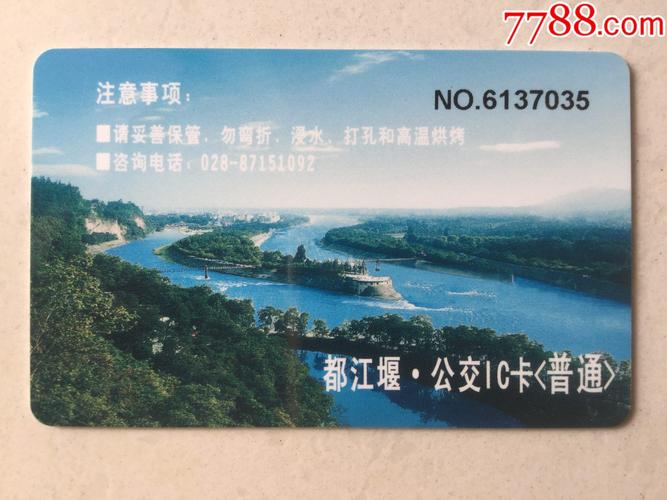 7788.com
注意事项：
NO.6137035
■请妥善保管，勿弯折、浸水、打孔和高温烘烤
■咨询电话：028-87151092
都江堰·公交IC卡<普通>